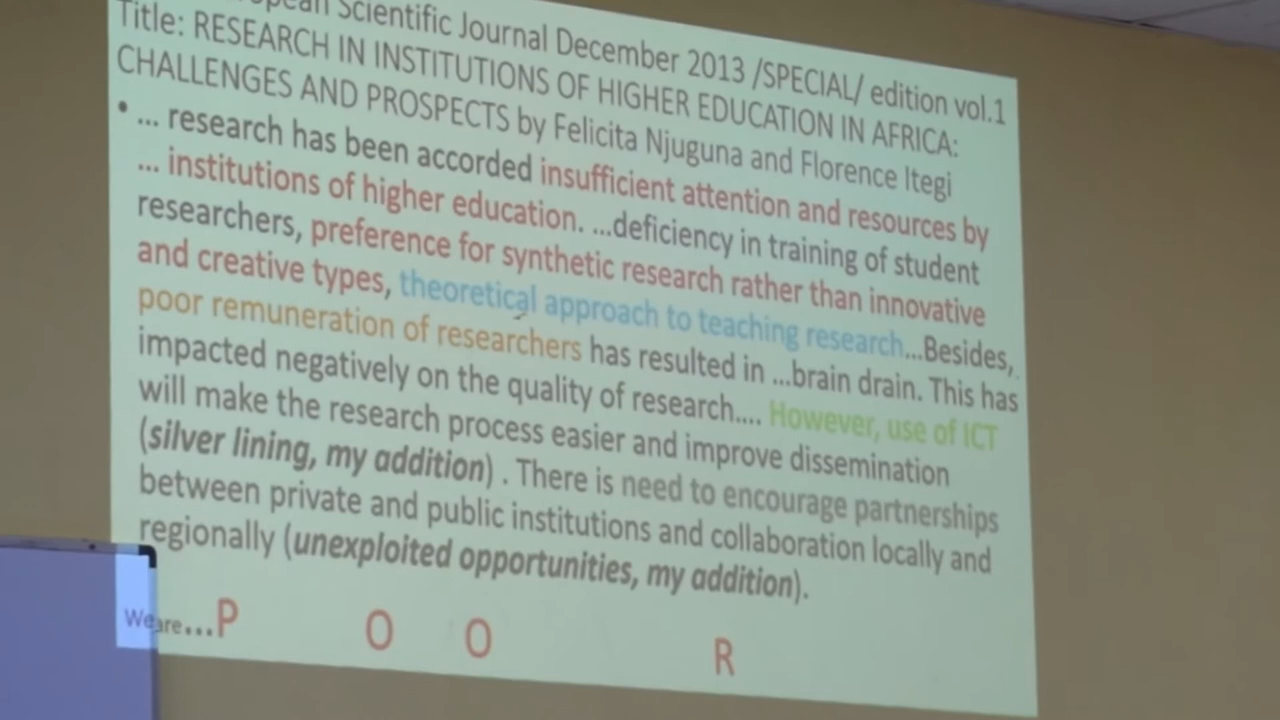 Scientific Journal December 2013 /SPECIAL/ edition vol.1
Title: RESEARCH IN INSTITUTIONS OF HIGHER EDUCATION IN AFRICA:
CHALLENGES AND PROSPECTS by Felicita Njuguna and Florence Itegi
• ... research has been accorded insufficient attention and resources by
... institutions of higher education. ...deficiency in training of student
researchers, preference for synthetic research rather than innovative
and creative types, theoretical approach to teaching research...Besides,
poor remuneration of researchers has resulted in ...brain drain. This has
impacted negatively on the quality of research.... However, use of ICT
will make the research process easier and improve dissemination
(silver lining, my addition) . There is need to encourage partnerships
between private and public institutions and collaboration locally and
regionally (unexploited opportunities, my addition).
We are...P O O R